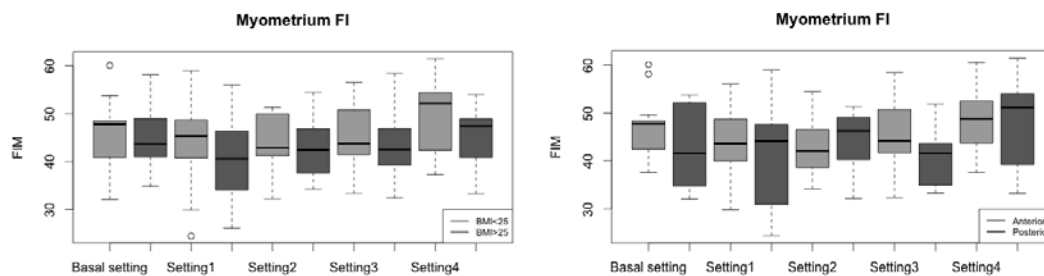 Myometrium FI
FIM
60
50
40
30
BMI<25
BMI>25
Basal setting Setting1 Setting2 Setting3 Setting4
Myometrium FI
FIM
60
50
40
30
Anterior
Posterio
Basal setting Setting1 Setting2 Setting3 Setting4